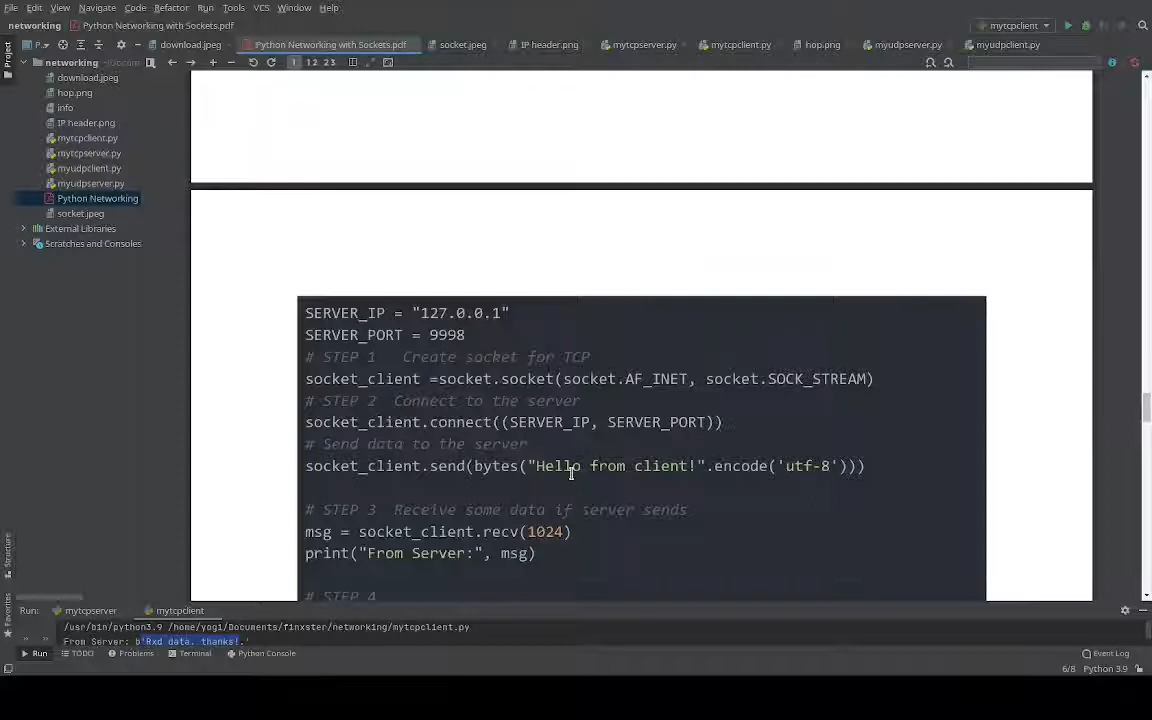 File Edit View Navigate Code Refactor Run Tools VCS Window Help
networking Python Networking with Sockets.pdf mytcpclient
Project P... download.jpeg Python Networking with Sockets.pdf socket.jpeg IP header.png mytcpserver.py mytcpclient.py hop.png myudpserver.py myudpclient.py
networking
download.jpeg
hop.png
info
IP header.png
mytcpclient.py
mytcpserver.py
myudpclient.py
myudpserver.py
Python Networking
socket.jpeg
External Libraries
Scratches and Consoles
SERVER_IP = "127.0.0.1"
SERVER_PORT = 9998
# STEP 1 Create socket for TCP
socket_client =socket.socket(socket.AF_INET, socket.SOCK_STREAM)
# STEP 2 Connect to the server
socket_client.connect((SERVER_IP, SERVER_PORT))
# Send data to the server
socket_client.send(bytes("Hello from client!".encode('utf-8')))
# STEP 3 Receive some data if server sends
msg = socket_client.recv(1024)
print("From Server:", msg)
# STEP 4
Structure
Favorites
Run: mytcpserver mytcpclient
/usr/bin/python3.9 /home/yogi/Documents/finxster/networking/mytcpclient.py
From Server: b'Rxd data. thanks!.'
Run TODO Problems Terminal Python Console Event Log
6/8 Python 3.9